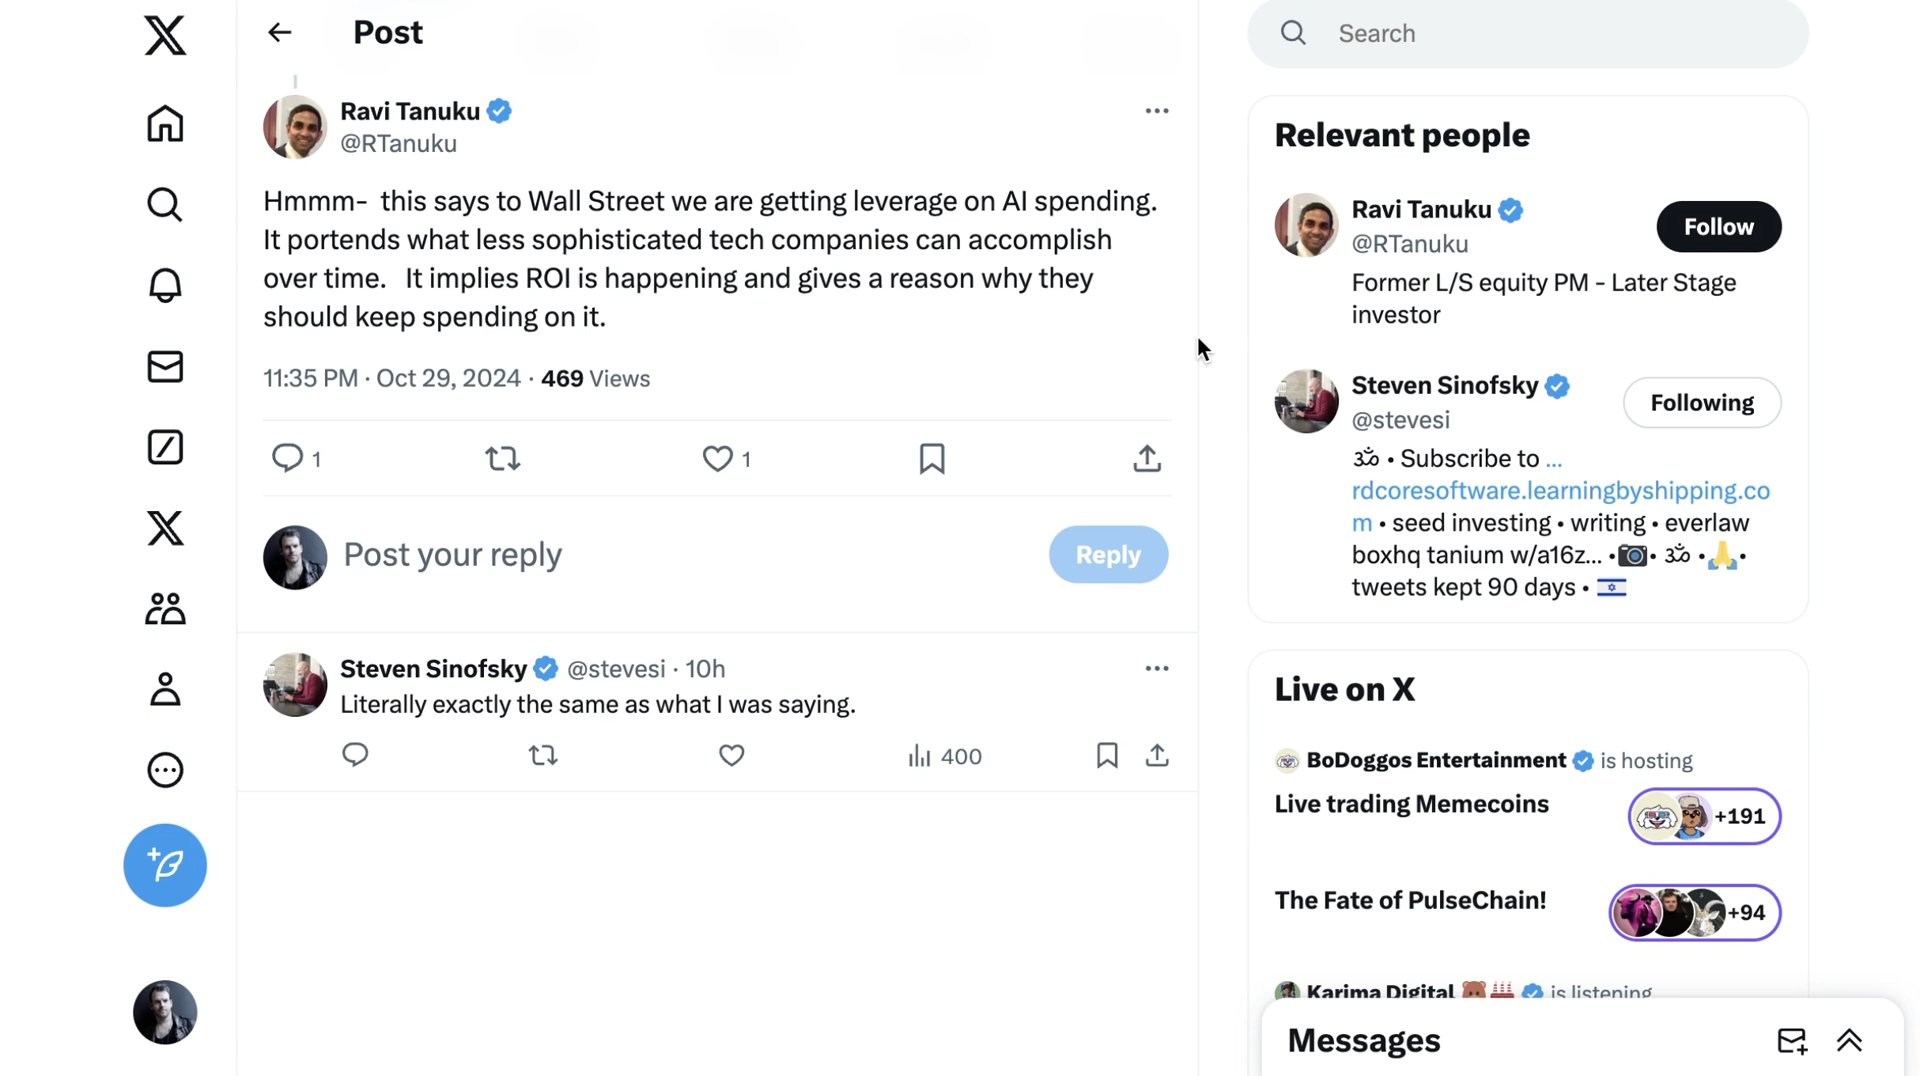 Post
Ravi Tanuku
@RTanuku
Hmmm-  this says to Wall Street we are getting leverage on AI spending.
It portends what less sophisticated tech companies can accomplish
over time.   It implies ROI is happening and gives a reason why they
should keep spending on it.
11:35 PM · Oct 29, 2024 · 469 Views
1
1
Post your reply
Reply
Steven Sinofsky @stevesi · 10h
Literally exactly the same as what I was saying.
400
Search
Relevant people
Ravi Tanuku
@RTanuku
Follow
Former L/S equity PM - Later Stage
investor
Steven Sinofsky
@stevesi
Following
ૐ • Subscribe to ...
rdcoresoftware.learningbyshipping.co
m • seed investing • writing • everlaw
boxhq tanium w/a16z... •📷• ૐ •🙏•
tweets kept 90 days • 🇮🇱
Live on X
BoDoggos Entertainment is hosting
Live trading Memecoins
+191
The Fate of PulseChain!
+94
Karima Digital 🐻🏭 is listening
Messages